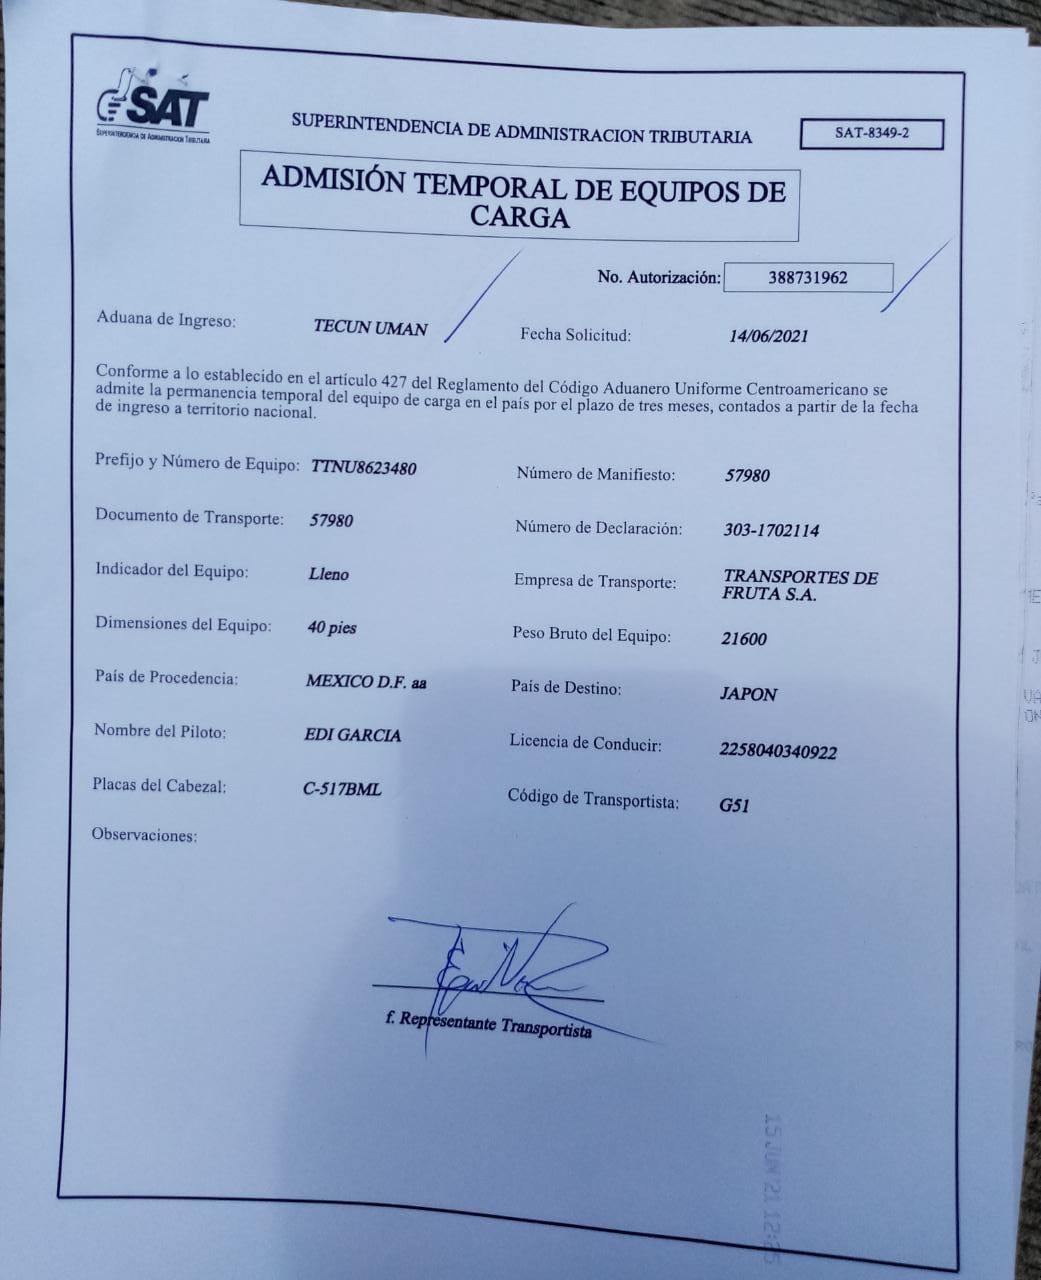 SAT
SUPERINTENDENCIA DE ADMINISTRACION TRIBUTARIA
SUPERINTENDENCIA DE ADMINISTRACION TRIBUTARIA
SAT-8349-2
ADMISIÓN TEMPORAL DE EQUIPOS DE
CARGA
No. Autorización: 388731962
Aduana de Ingreso: TECUN UMAN Fecha Solicitud: 14/06/2021
Conforme a lo establecido en el artículo 427 del Reglamento del Código Aduanero Uniforme Centroamericano se
admite la permanencia temporal del equipo de carga en el país por el plazo de tres meses, contados a partir de la fecha
de ingreso a territorio nacional.
Prefijo y Número de Equipo: TTNU8623480 Número de Manifiesto: 57980
Documento de Transporte: 57980 Número de Declaración: 303-1702114
Indicador del Equipo: Lleno Empresa de Transporte: TRANSPORTES DE
FRUTA S.A.
Dimensiones del Equipo: 40 pies Peso Bruto del Equipo: 21600
País de Procedencia: MEXICO D.F. aa País de Destino: JAPON
Nombre del Piloto: EDI GARCIA Licencia de Conducir: 2258040340922
Placas del Cabezal: C-517BML Código de Transportista: G51
Observaciones:
f. Representante Transportista
15 JUN'21 12: